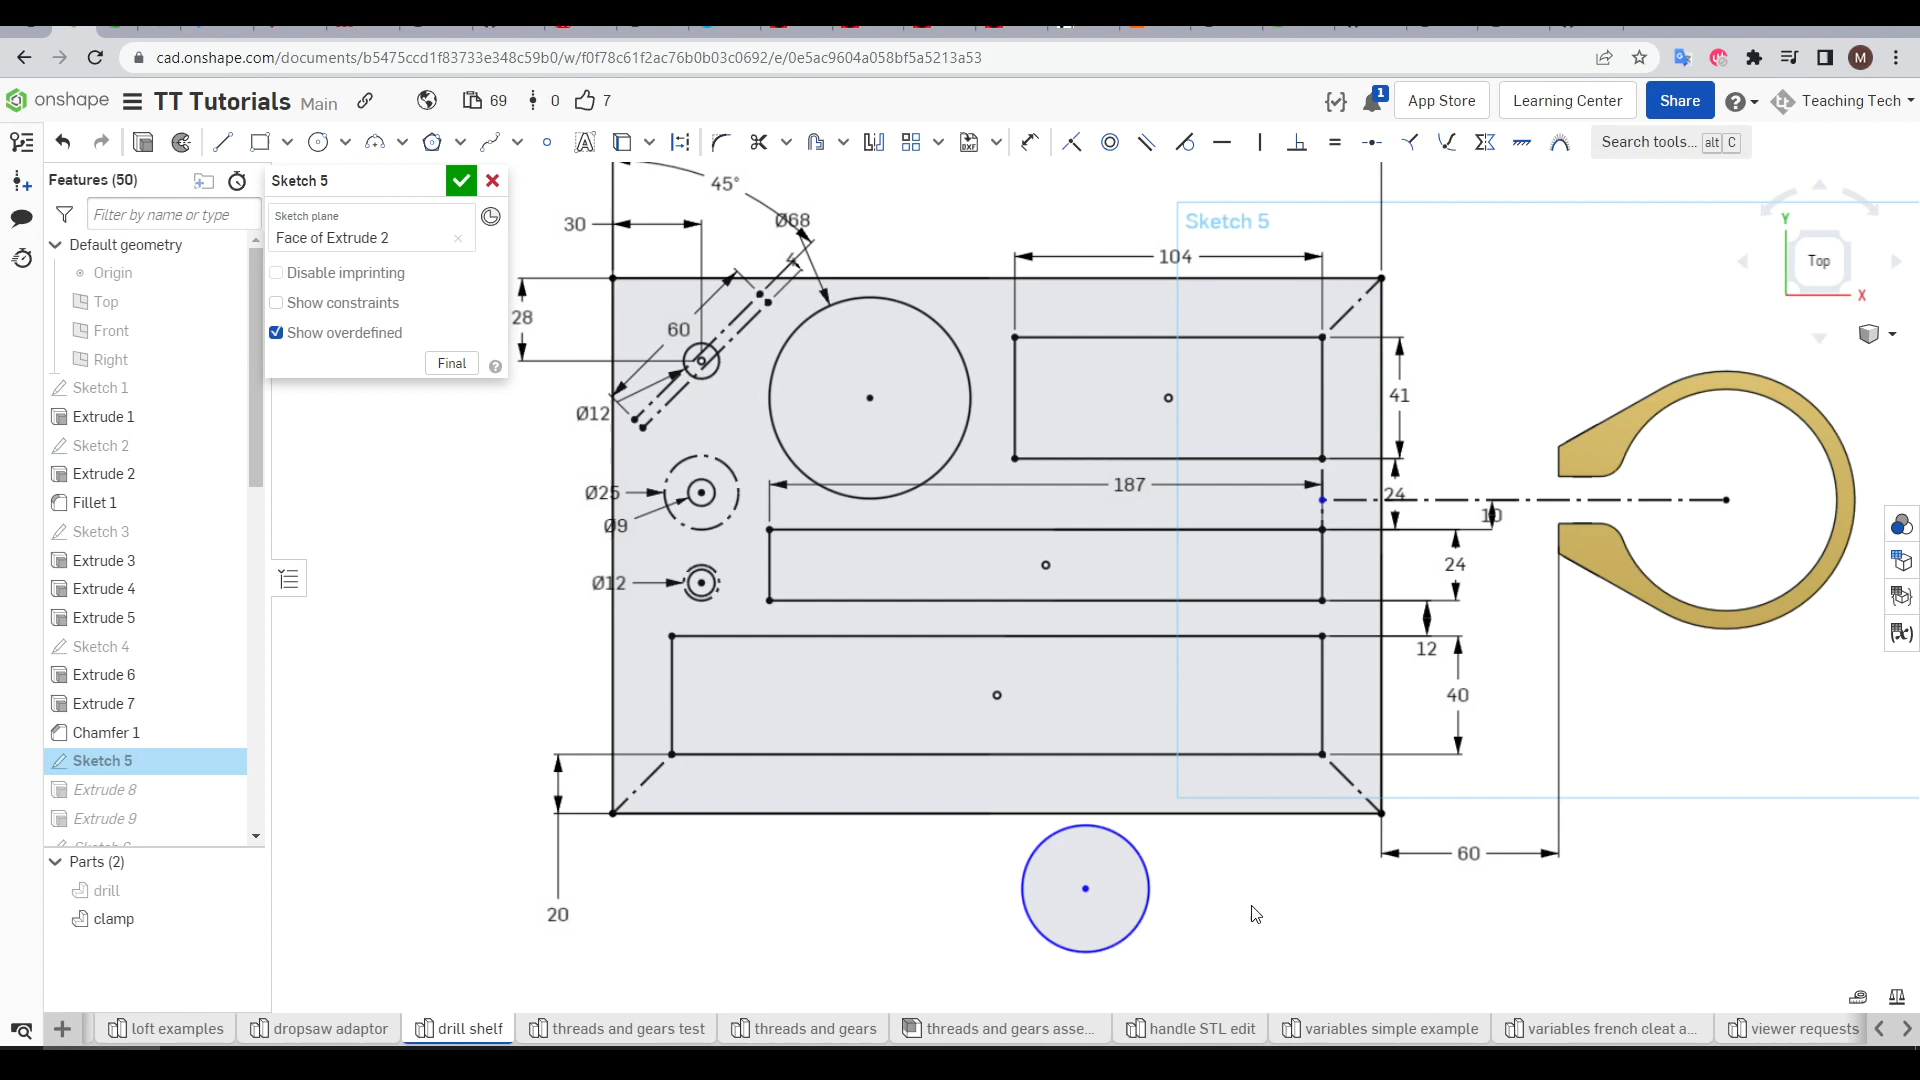 cad.onshape.com/documents/b5475ccd1f83733e348c59b0/w/f0f78c61f2ac76b0b03c0692/e/0e5ac9604a058bf5a5213a53
M
onshape TT Tutorials Main 69 0 7 1 App Store Learning Center Share Teaching Tech
Search tools... alt C
Features (50)
Filter by name or type
Default geometry
Origin
Top
Front
Right
Sketch 1
Extrude 1
Sketch 2
Extrude 2
Fillet 1
Sketch 3
Extrude 3
Extrude 4
Extrude 5
Sketch 4
Extrude 6
Extrude 7
Chamfer 1
Sketch 5
Extrude 8
Extrude 9
Parts (2)
drill
clamp
Sketch 5
Sketch plane
Face of Extrude 2
Disable imprinting
Show constraints
Show overdefined
Final
45°
Ø68
30
Sketch 5
104
4
28
60
41
Ø12
187
24
Ø25
10
Ø9
24
Ø12
12
40
60
20
Y
Top
X
loft examples
dropsaw adaptor
drill shelf
threads and gears test
threads and gears
threads and gears asse...
handle STL edit
variables simple example
variables french cleat a...
viewer requests